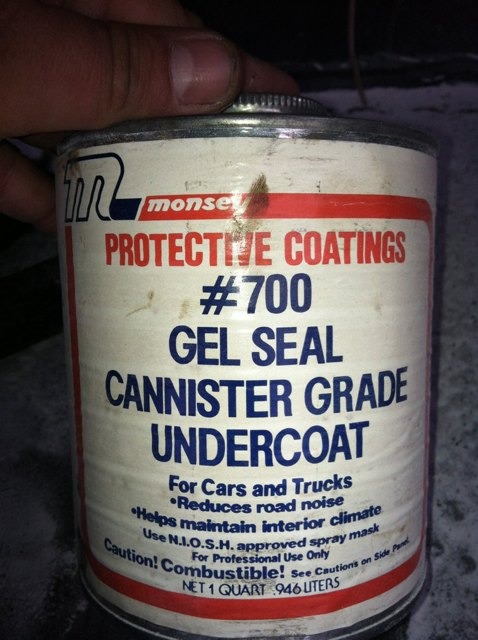 m monsey
PROTECTIVE COATINGS
#700
GEL SEAL
CANNISTER GRADE
UNDERCOAT
For Cars and Trucks
•Reduces road noise
•Helps maintain interior climate
Use N.I.O.S.H. approved spray mask
For Professional Use Only
Caution! Combustible! See Cautions on Side Panel.
NET 1 QUART .946 LITERS